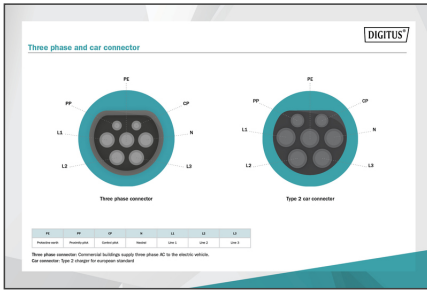 DIGITUS®
Three phase and car connector
PE
PP
CP
L1
N
L2
L3
Three phase connector
PE
PP
CP
L1
N
L2
L3
Type 2 car connector
PE PP CP N L1 L2 L3
Protective earth Proximity pilot Control pilot Neutral Line 1 Line 2 Line 3
Three phase connector: Commercial buildings supply three phase AC to the electric vehicle.
Car connector: Type 2 charger for european standard